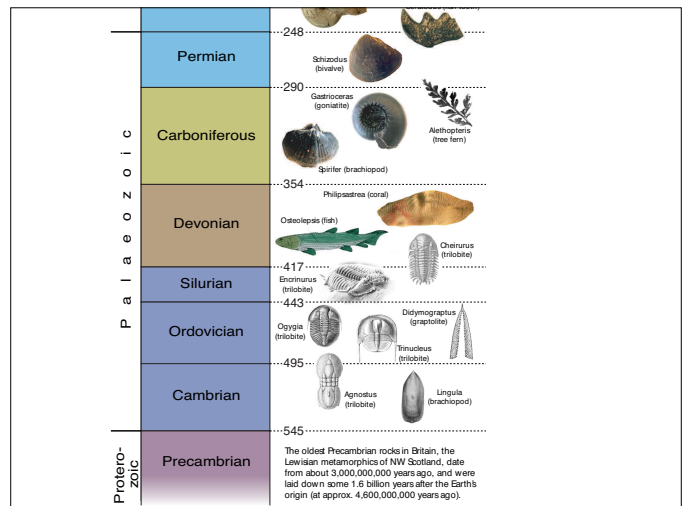 248
Permian
Schizodus
(bivalve)
290
Gastrioceras
(goniatite)
Carboniferous
Alethopteris
(tree fern)
Spirifer (brachiopod)
354
Philipsastrea (coral)
Devonian
Osteolepsis (fish)
Cheirurus
(trilobite)
417
Silurian
Encrinurus
(trilobite)
443
Didymograptus
(graptolite)
Ordovician
Ogygia
(trilobite)
Trinucleus
(trilobite)
495
Cambrian
Agnostus
(trilobite)
Lingula
(brachiopod)
545
Palaeozoic
Precambrian
The oldest Precambrian rocks in Britain, the
Lewisian metamorphics of NW Scotland, date
from about 3,000,000,000 years ago, and were
laid down some 1.6 billion years after the Earth's
origin (at approx. 4,600,000,000 years ago).
Proter-
ozoic